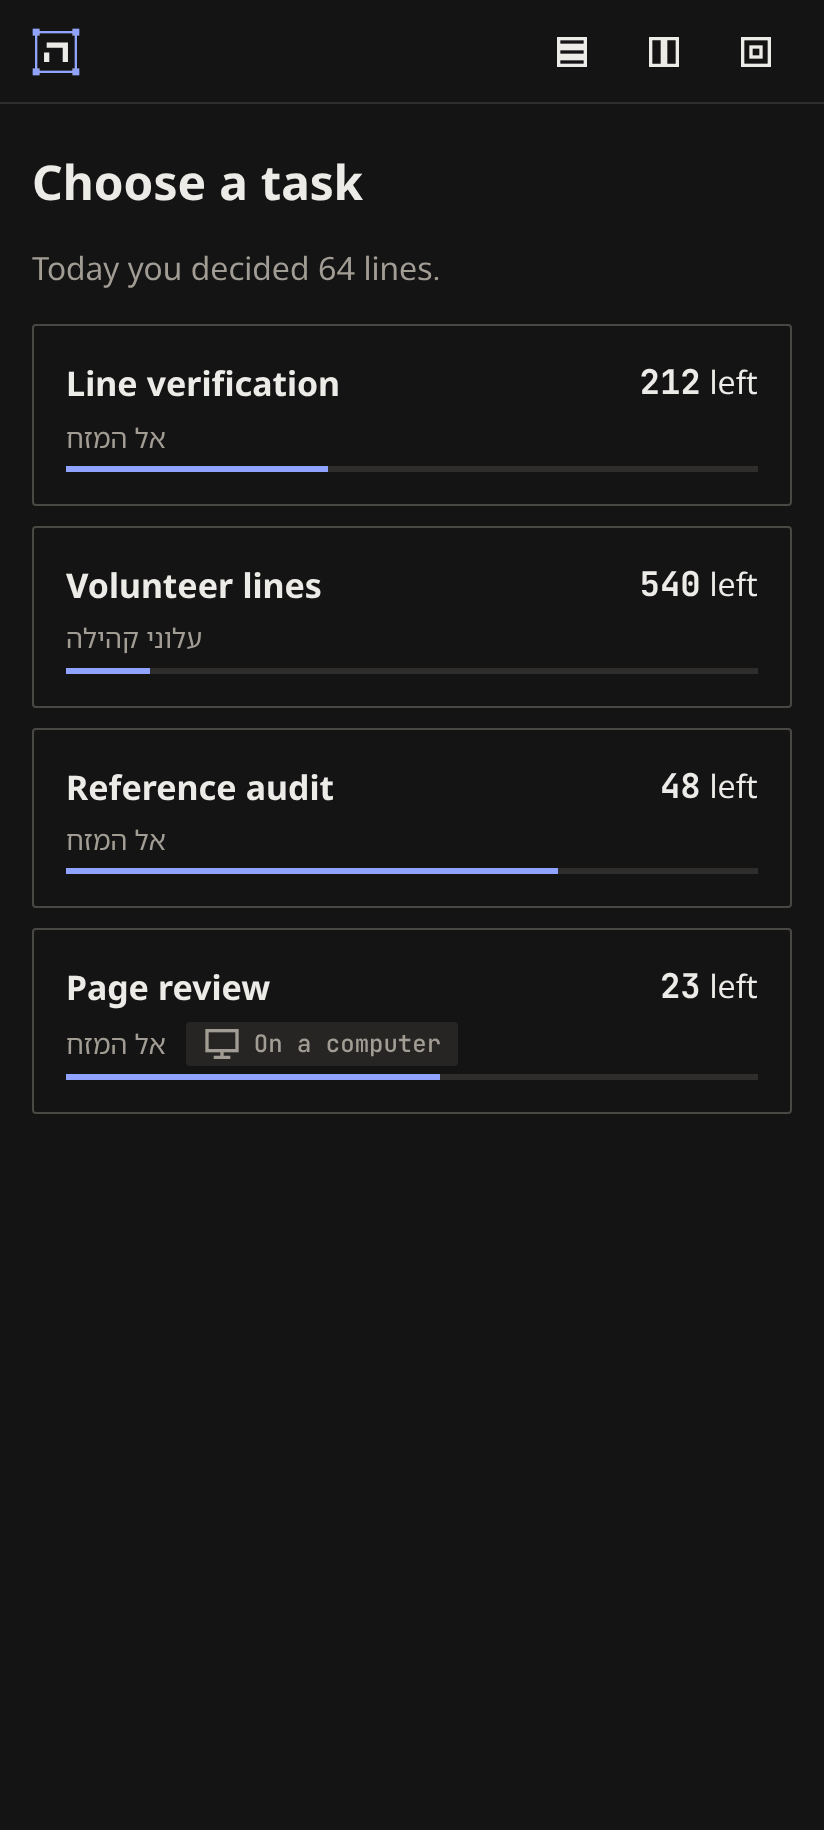 Choose a task
Today you decided 64 lines.
Line verification 212 left
אל המזח
Volunteer lines 540 left
עלוני קהילה
Reference audit 48 left
אל המזח
Page review 23 left
אל המזח On a computer